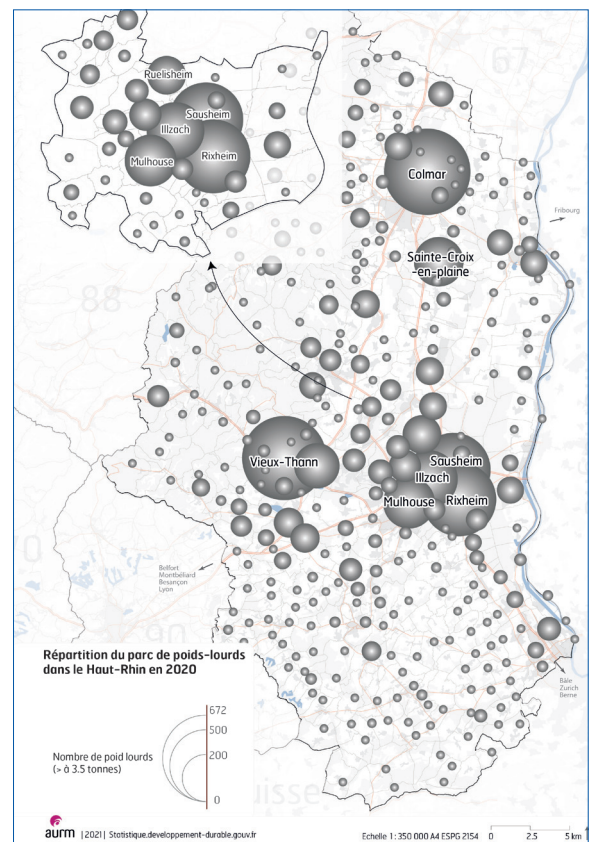 67
Ruelisheim
Sausheim
Illzach
Mulhouse
Rixheim
Colmar
Fribourg
Sainte-Croix
-en-plaine
88
Vieux-Thann
Sausheim
Illzach
Mulhouse
Rixheim
70
Belfort
Montbéliard
Besançon
Lyon
90
Répartition du parc de poids-lourds
dans le Haut-Rhin en 2020
Bâle
Zurich
Berne
672
500
200
0
Nombre de poid lourds
(> à 3.5 tonnes)
uisse
aurm | 2021 | Statistique.developpement-durable.gouv.fr
Echelle 1 : 350 000 A4 ESPG 2154
0 2.5 5 km